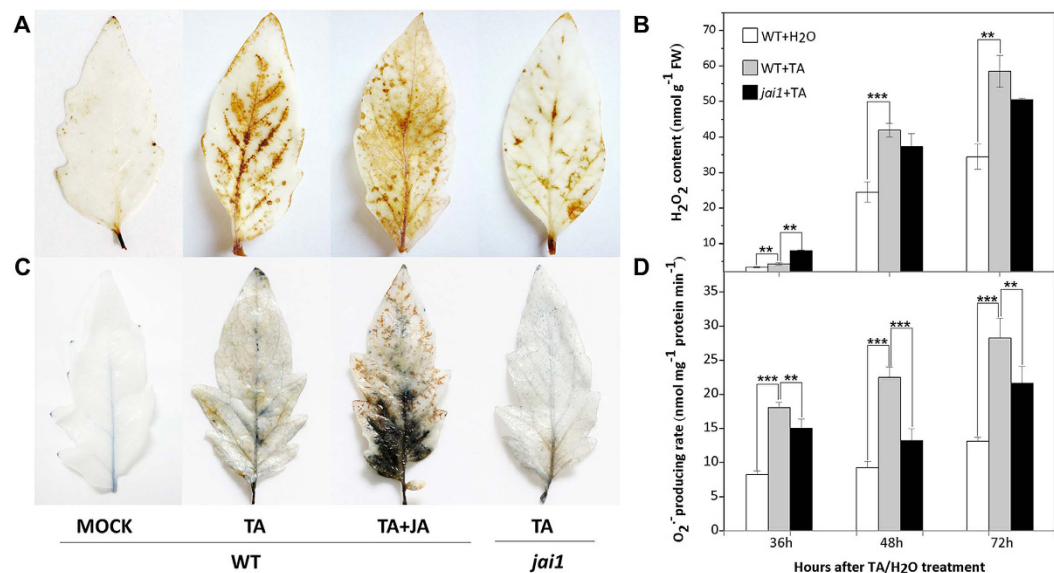 A
MOCK
TA
TA+JA
TA
WT
jai1
C
B
WT+H2O
WT+TA
jai1+TA
H2O2 content (nmol g-1 FW)
70
60
50
40
30
20
10
**
**
***
**
D
O2- producing rate (nmol mg-1 protein min-1)
35
30
25
20
15
10
5
0
***
**
***
***
***
**
36h
48h
72h
Hours after TA/H2O treatment